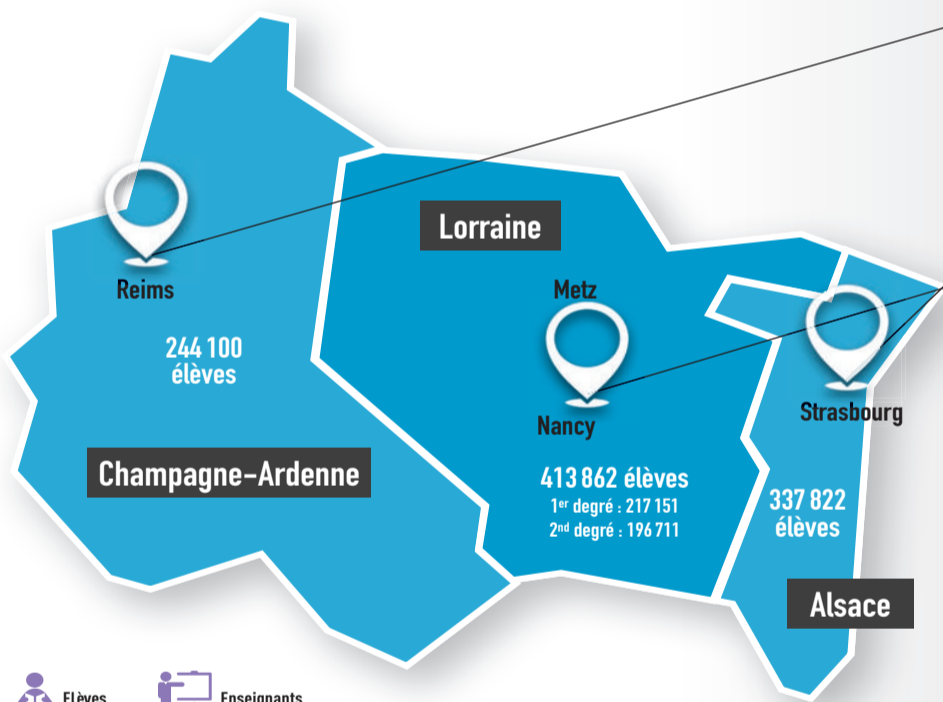 Lorraine
Metz
Reims
244 100
élèves
Nancy
Strasbourg
Champagne-Ardenne
413 862 élèves
1er degré : 217 151
2nd degré : 196 711
337 822
élèves
Alsace
Elèves
Enseignants